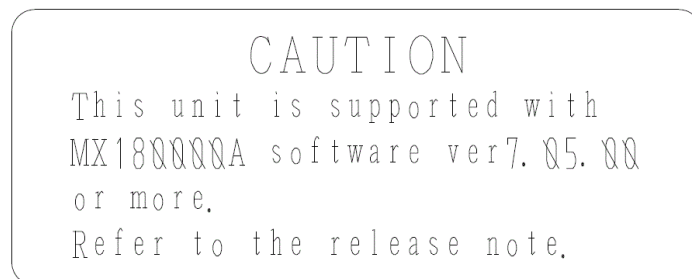 CAUTION
This unit is supported with
MX180000A software ver7.05.00
or more.
Refer to the release note.